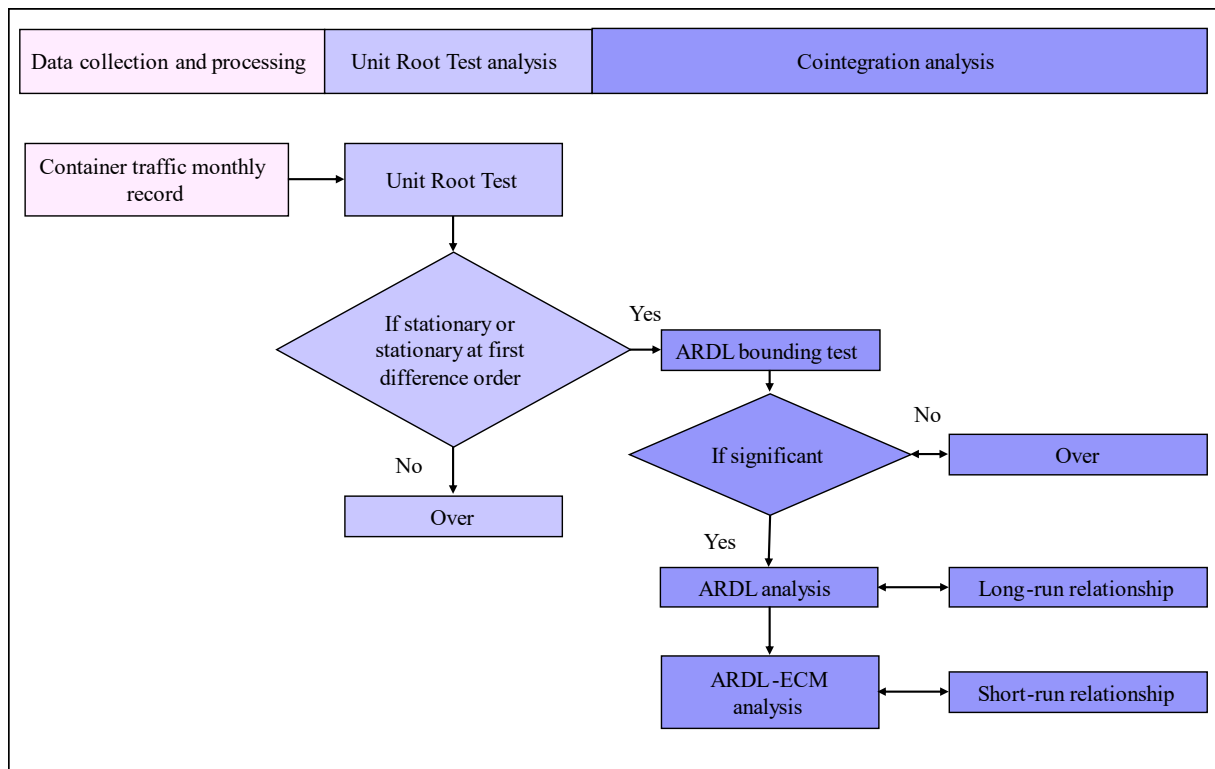 Data collection and processing
Unit Root Test analysis
Cointegration analysis
Container traffic monthly
record
Unit Root Test
If stationary or
stationary at first
difference order
Yes
ARDL bounding test
No
Over
If significant
No
Over
Yes
ARDL analysis
Long-run relationship
ARDL-ECM
analysis
Short-run relationship